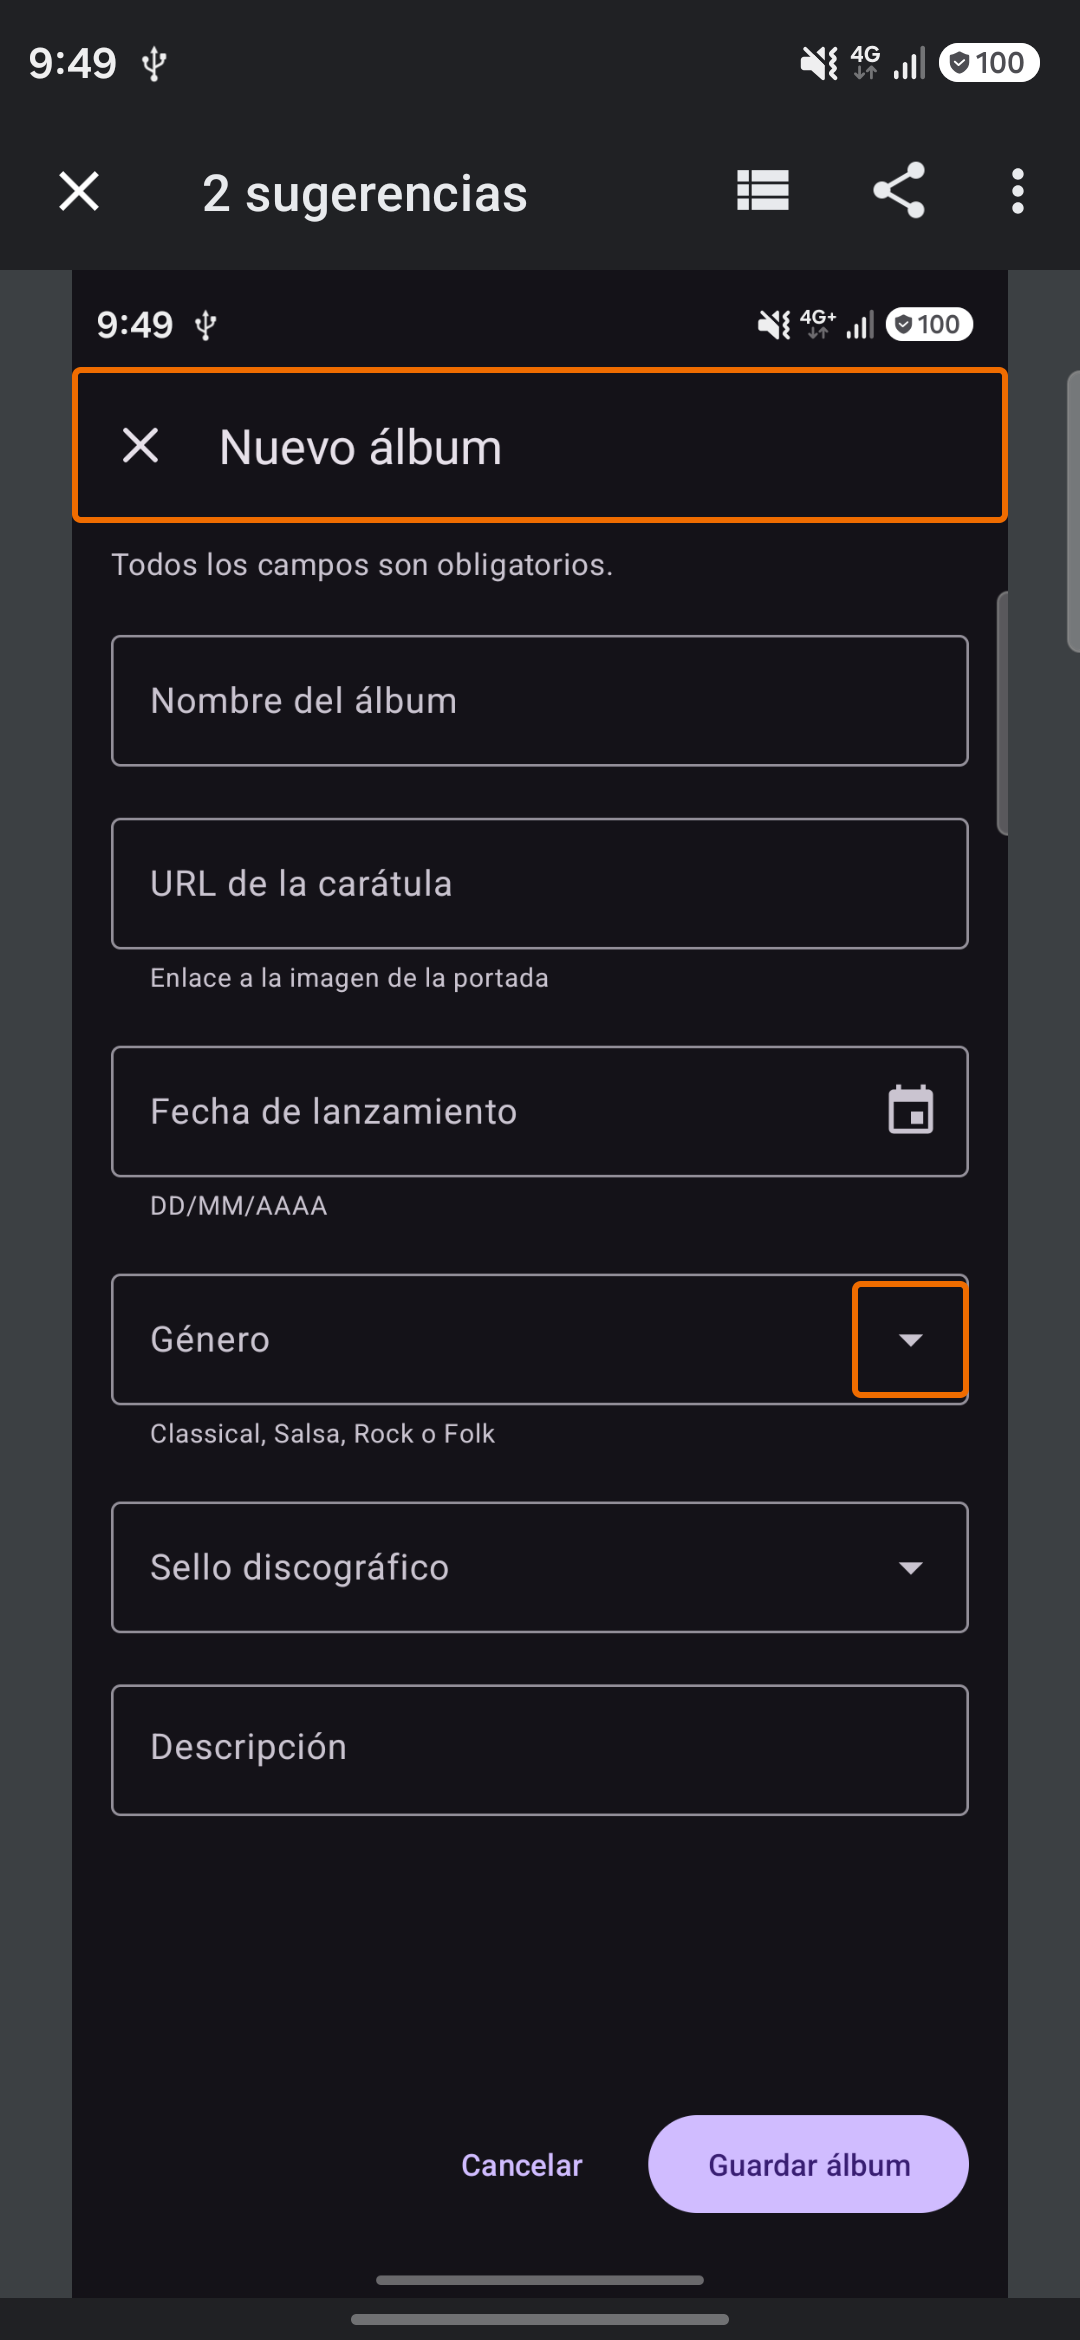 9:49
4G
100
2 sugerencias
9:49
4G+
100
Nuevo álbum
Todos los campos son obligatorios.
Nombre del álbum
URL de la carátula
Enlace a la imagen de la portada
Fecha de lanzamiento
DD/MM/AAAA
Género
Classical, Salsa, Rock o Folk
Sello discográfico
Descripción
Cancelar
Guardar álbum